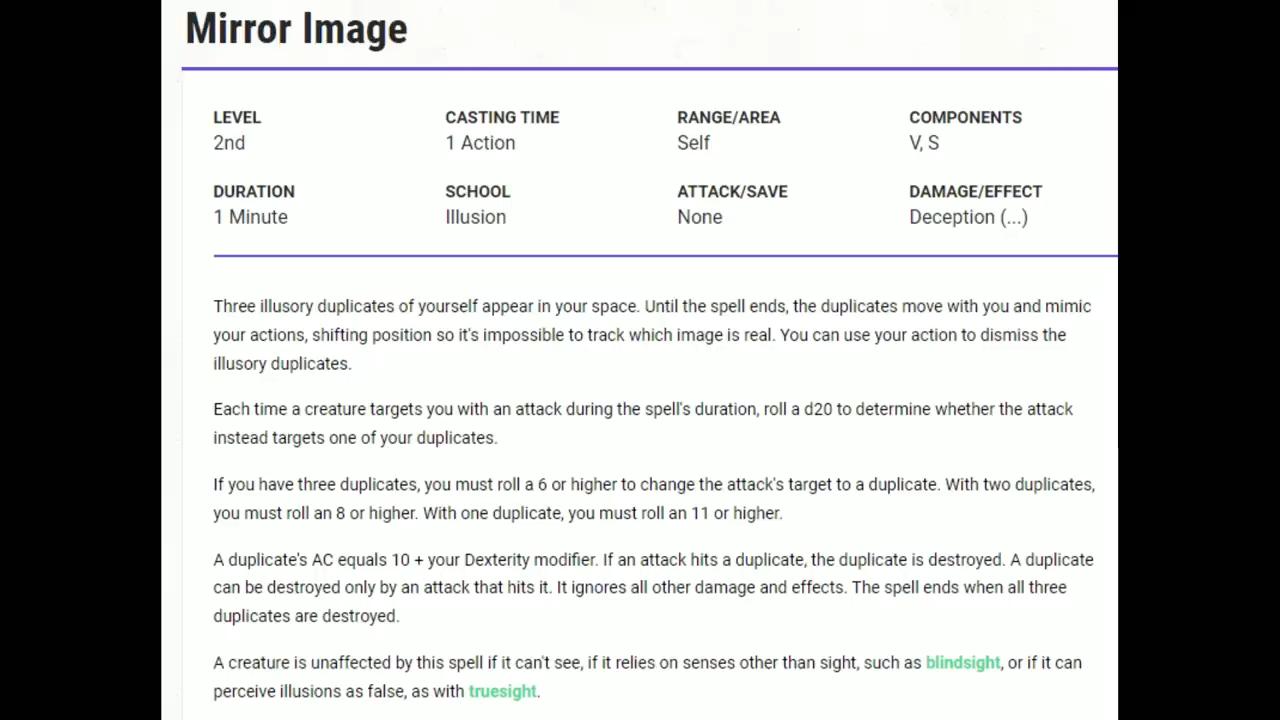 Mirror Image
LEVEL CASTING TIME RANGE/AREA COMPONENTS
2nd 1 Action Self V, S
DURATION SCHOOL ATTACK/SAVE DAMAGE/EFFECT
1 Minute Illusion None Deception (...)
Three illusory duplicates of yourself appear in your space. Until the spell ends, the duplicates move with you and mimic
your actions, shifting position so it's impossible to track which image is real. You can use your action to dismiss the
illusory duplicates.
Each time a creature targets you with an attack during the spell's duration, roll a d20 to determine whether the attack
instead targets one of your duplicates.
If you have three duplicates, you must roll a 6 or higher to change the attack's target to a duplicate. With two duplicates,
you must roll an 8 or higher. With one duplicate, you must roll an 11 or higher.
A duplicate's AC equals 10 + your Dexterity modifier. If an attack hits a duplicate, the duplicate is destroyed. A duplicate
can be destroyed only by an attack that hits it. It ignores all other damage and effects. The spell ends when all three
duplicates are destroyed.
A creature is unaffected by this spell if it can't see, if it relies on senses other than sight, such as blindsight, or if it can
perceive illusions as false, as with truesight.